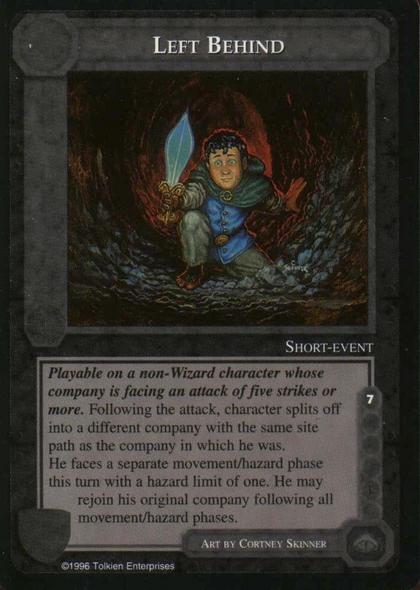 LEFT BEHIND
SHORT-EVENT
Playable on a non-Wizard character whose
company is facing an attack of five strikes or
more. Following the attack, character splits off
into a different company with the same site
path as the company in which he was.
He faces a separate movement/hazard phase
this turn with a hazard limit of one. He may
rejoin his original company following all
movement/hazard phases.
7
ART BY CORTNEY SKINNER
©1996 Tolkien Enterprises